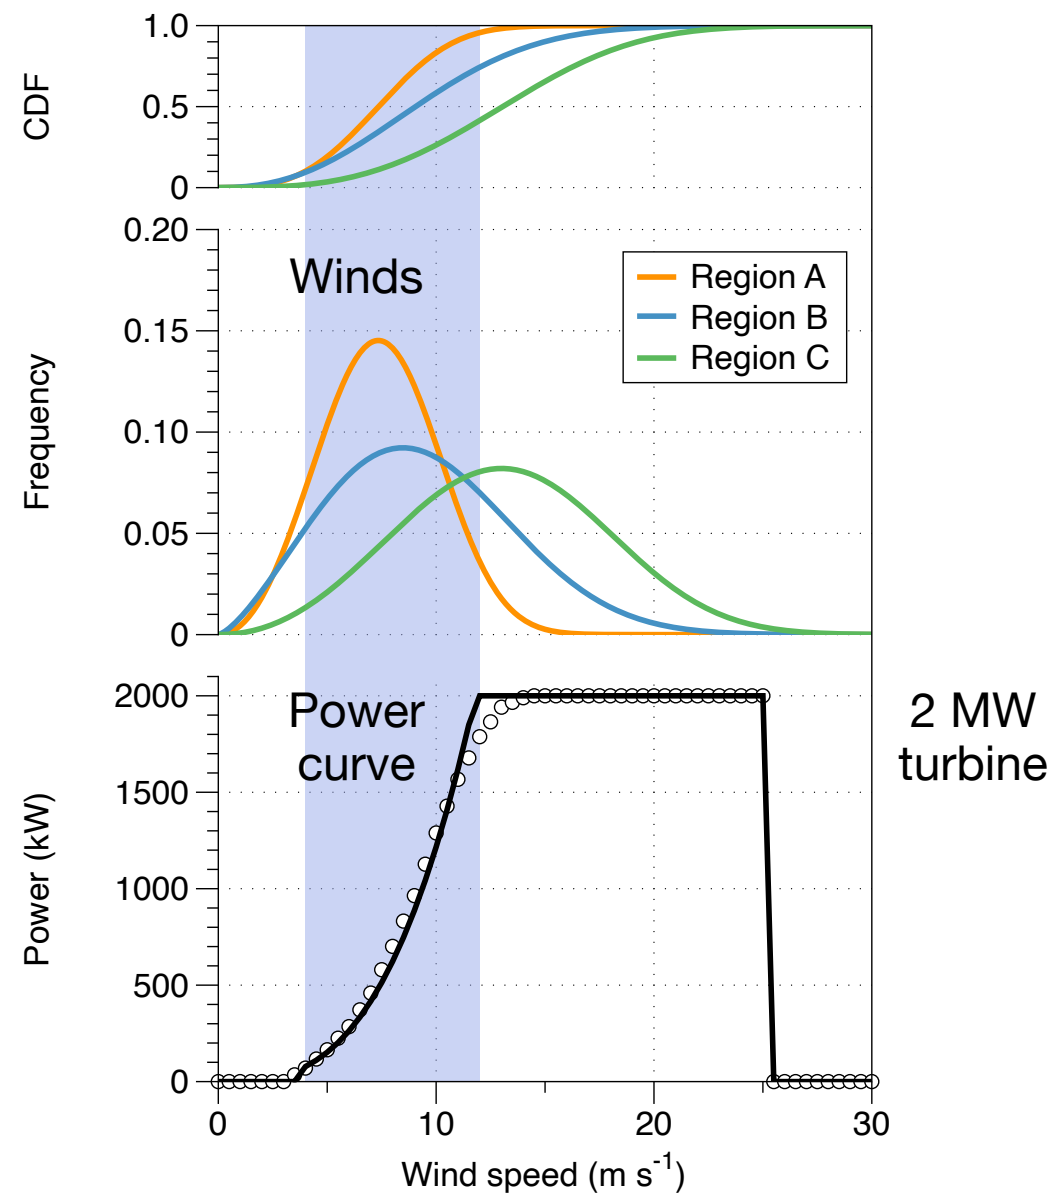 CDF
1.0
0.5
0
Frequency
0.20
0.15
0.10
0.05
0
Winds
Region A
Region B
Region C
Power (kW)
2000
1500
1000
500
0
Power
curve
2 MW
turbine
0
10
20
30
Wind speed (m s⁻¹)